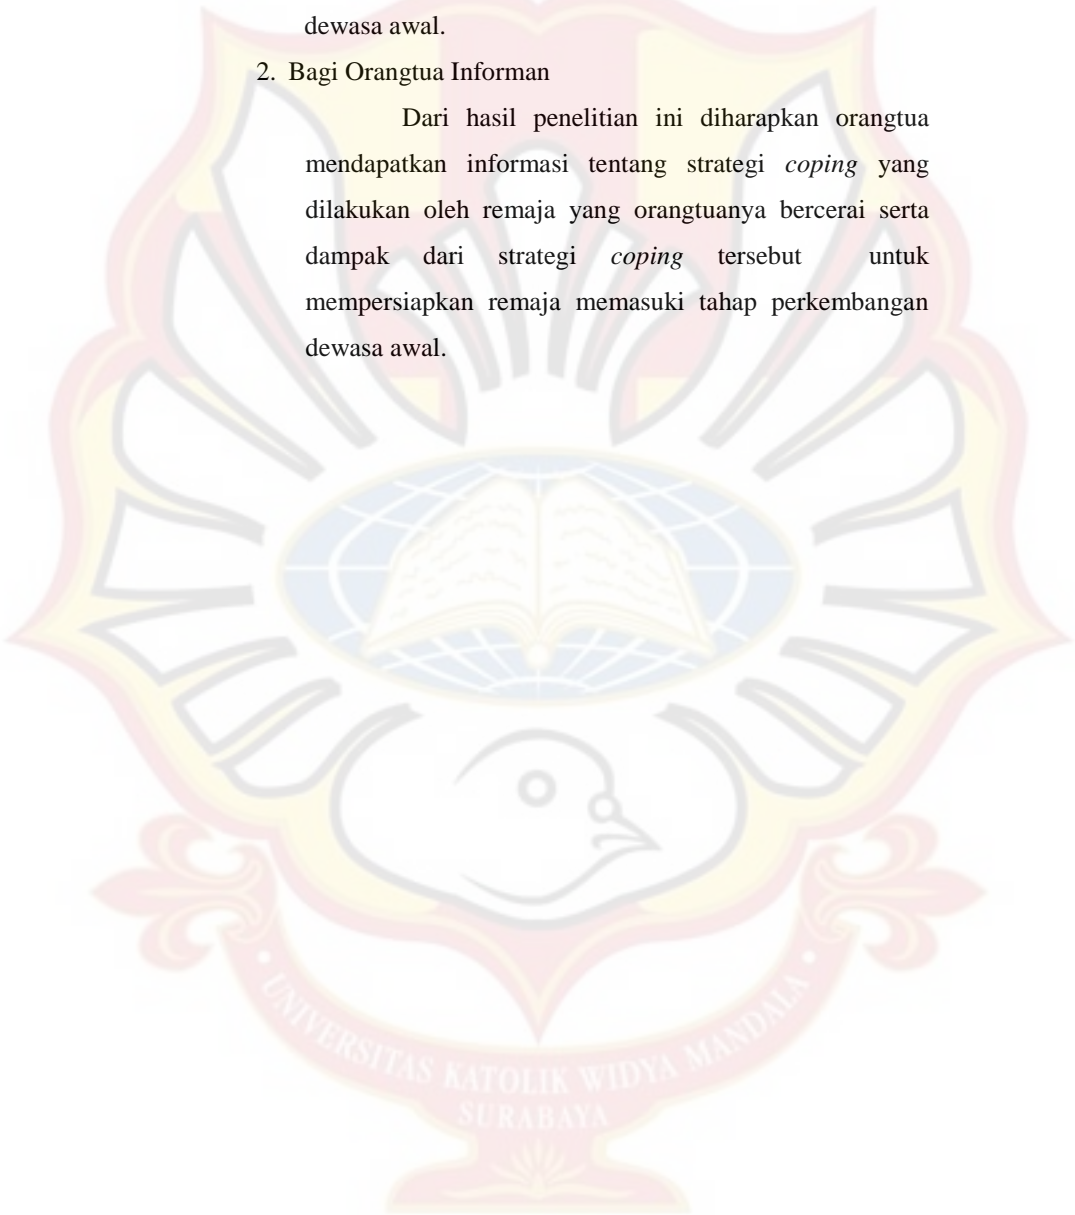 dewasa awal.
2. Bagi Orangtua Informan
Dari hasil penelitian ini diharapkan orangtua
mendapatkan informasi tentang strategi coping yang
dilakukan oleh remaja yang orangtuanya bercerai serta
dampak dari strategi coping tersebut untuk
mempersiapkan remaja memasuki tahap perkembangan
dewasa awal.
UNIVERSITAS KATOLIK WIDYA MANDALA
SURABAYA